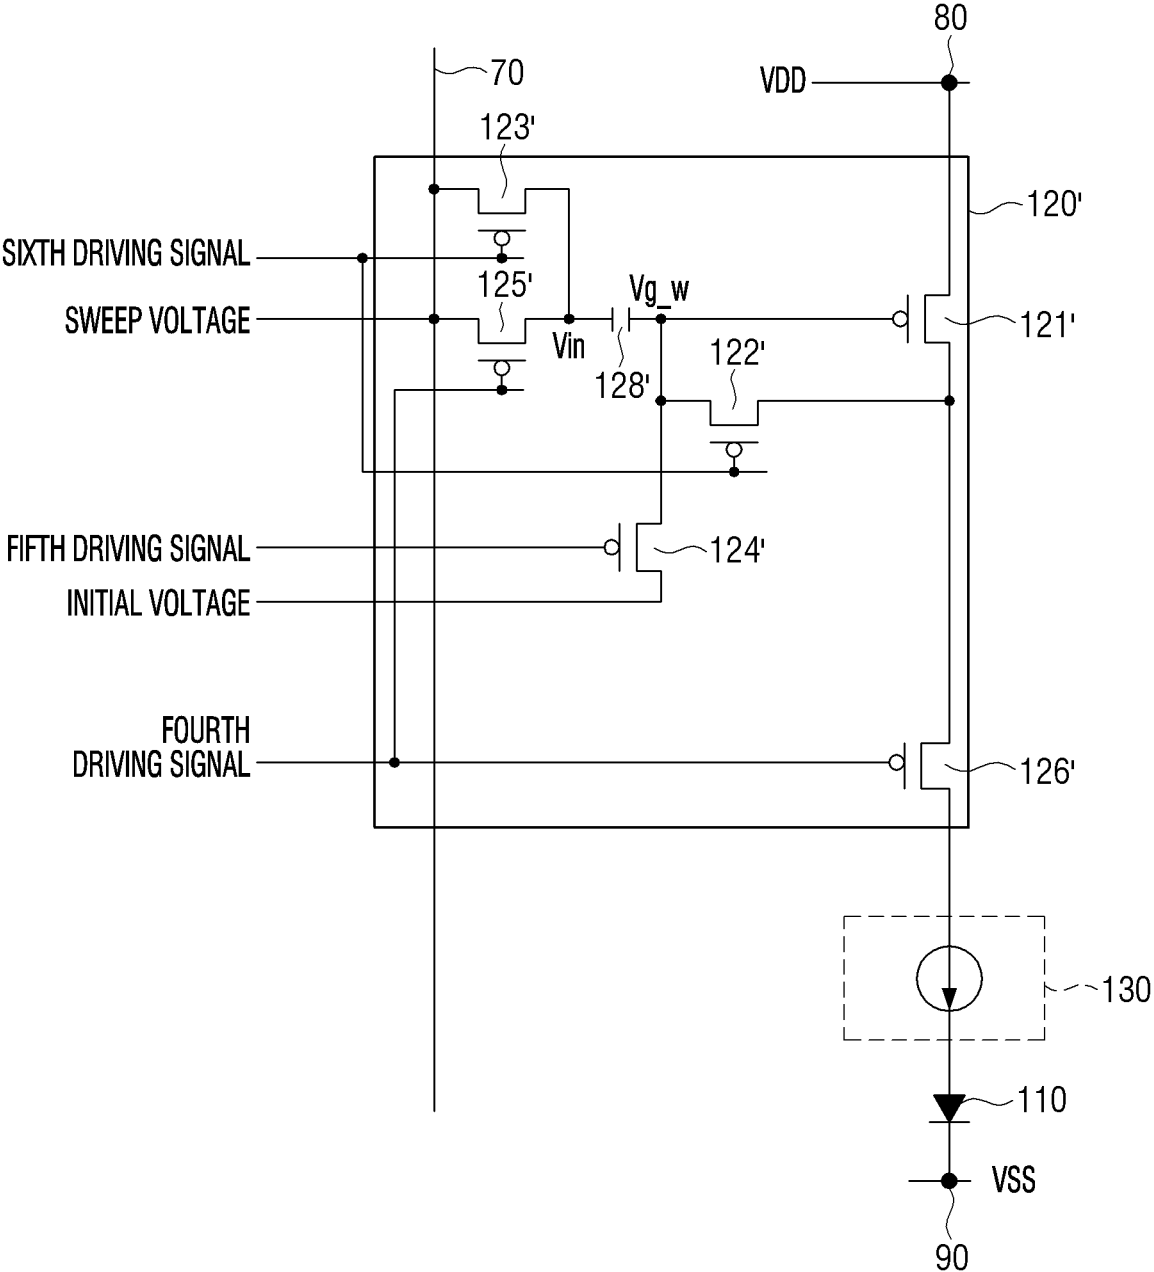 80
70
VDD
123'
120'
SIXTH DRIVING SIGNAL
125'
Vg_w
SWEEP VOLTAGE
121'
Vin
122'
128'
FIFTH DRIVING SIGNAL
124'
INITIAL VOLTAGE
FOURTH
DRIVING SIGNAL
126'
130
110
VSS
90